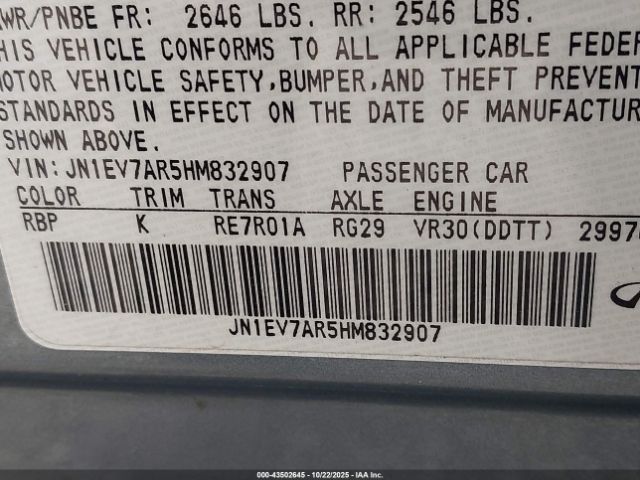 WR/PNBE FR: 2646 LBS. RR: 2546 LBS.
HIS VEHICLE CONFORMS TO ALL APPLICABLE FEDER
MOTOR VEHICLE SAFETY,BUMPER,AND THEFT PREVENT
STANDARDS IN EFFECT ON THE DATE OF MANUFACTUR
SHOWN ABOVE.
VIN:JN1EV7AR5HM832907 PASSENGER CAR
COLOR TRIM TRANS AXLE ENGINE
RBP K RE7R01A RG29 VR30(DDTT) 2997
JN1EV7AR5HM832907
000-43502645 10/22/2025 ©IAA Inc.